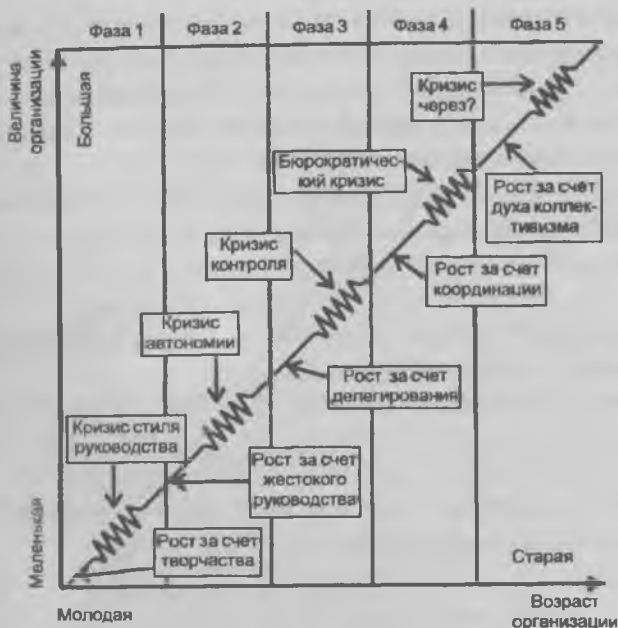 Фаза 1
Фаза 2
Фаза 3
Фаза 4
Фаза 5
Величина
организации
Большая
Кризис
через?
Бюрократичес-
кий кризис
Рост за счет
духа коллек-
тивизма
Кризис
контроля
Рост за счет
координации
Кризис
автономии
Рост за счет
делегирования
Кризис стиля
руководства
Рост за счет
жестокого
руководства
Маленькая
Рост за счет
творчества
Старая
Молодая
Возраст
организации